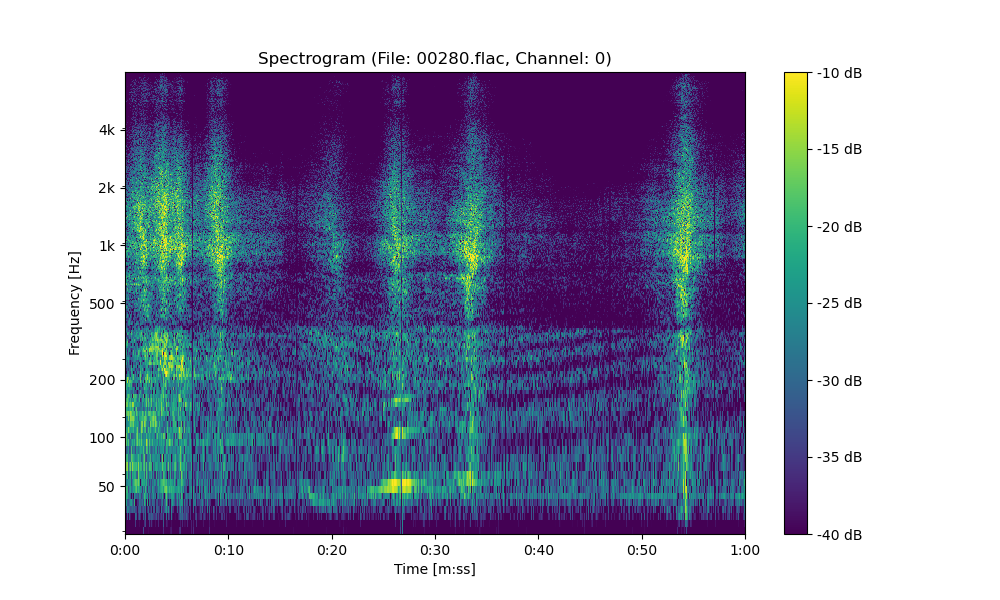 Spectrogram (File: 00280.flac, Channel: 0)
Frequency [Hz]
4k
2k
1k
500
200
100
50
0:00
0:10
0:20
0:30
0:40
0:50
1:00
Time [m:ss]
-10 dB
-15 dB
-20 dB
-25 dB
-30 dB
-35 dB
-40 dB